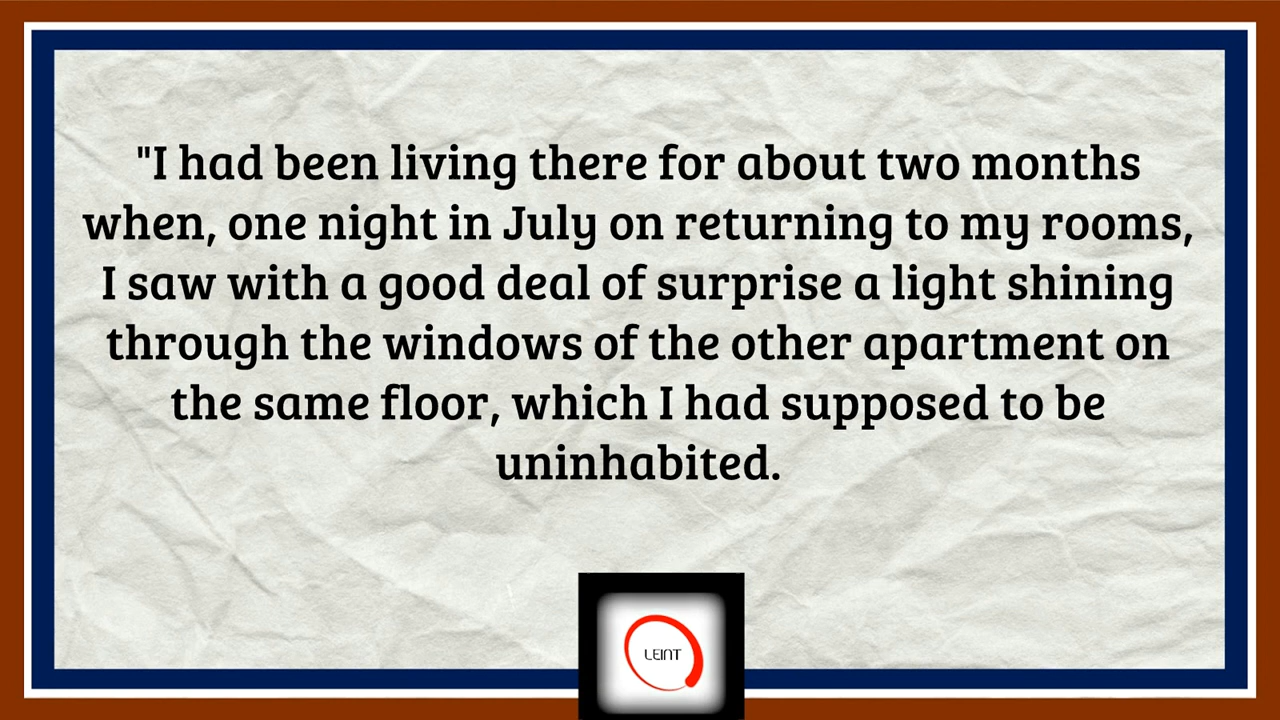 "I had been living there for about two months
when, one night in July on returning to my rooms,
I saw with a good deal of surprise a light shining
through the windows of the other apartment on
the same floor, which I had supposed to be
uninhabited.
LEINT